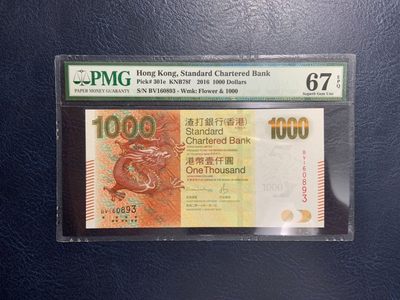 PMG
PAPER MONEY GUARANTY
Hong Kong, Standard Chartered Bank
Pick# 301e KNB78f 2016 1000 Dollars
S/N BV160893 - Wmk: Flower & 1000
67 EPQ
Superb Gem Unc
1000
渣打銀行(香港)
Standard
Chartered Bank
港幣壹仟圓
One Thousand
1000
BV160893
1000
BV160893